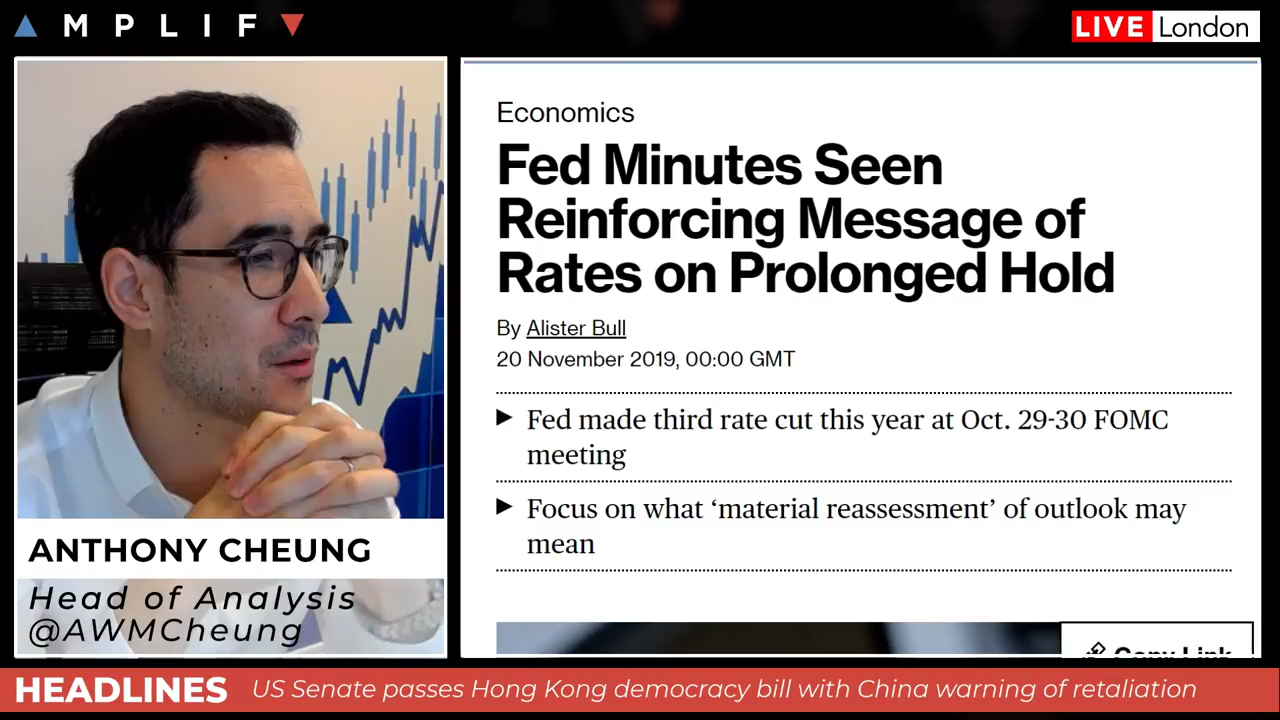 AMPLIFY
LIVE London
Economics
Fed Minutes Seen
Reinforcing Message of
Rates on Prolonged Hold
By Alister Bull
20 November 2019, 00:00 GMT
Fed made third rate cut this year at Oct. 29-30 FOMC
meeting
Focus on what ‘material reassessment’ of outlook may
mean
Copy Link
ANTHONY CHEUNG
Head of Analysis
@AWMCheung
HEADLINES US Senate passes Hong Kong democracy bill with China warning of retaliation